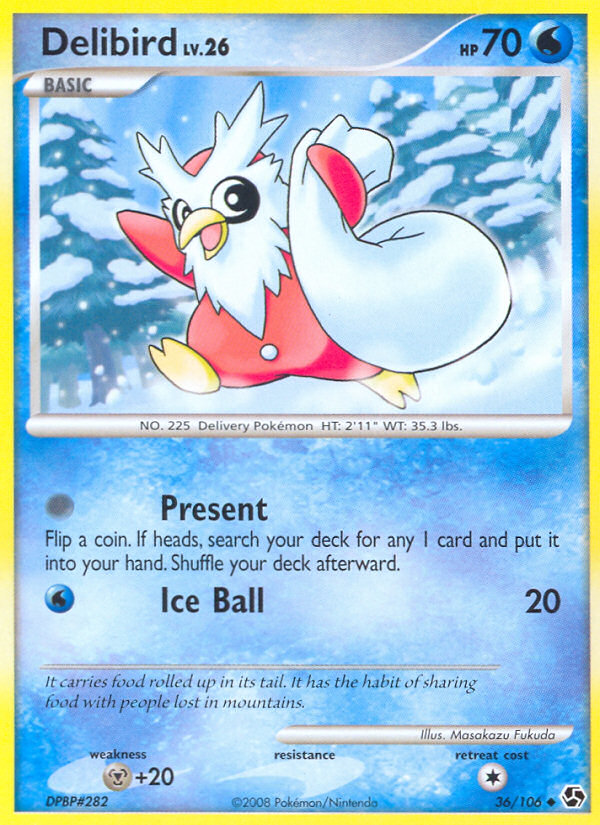 Delibird LV.26
HP 70
BASIC
NO. 225 Delivery Pokémon HT: 2'11" WT: 35.3 lbs.
Present
Flip a coin. If heads, search your deck for any 1 card and put it
into your hand. Shuffle your deck afterward.
Ice Ball 20
It carries food rolled up in its tail. It has the habit of sharing
food with people lost in mountains.
Illus. Masakazu Fukuda
weakness resistance retreat cost
+20
DPBP#282 ©2008 Pokémon/Nintendo 36/106